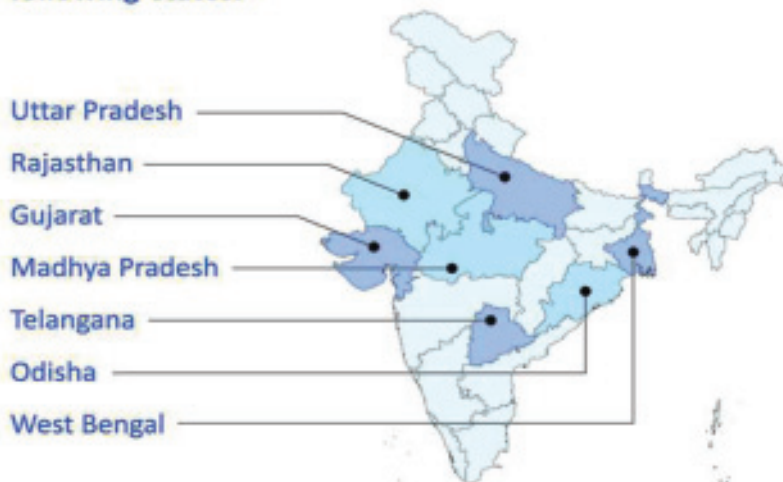 Uttar Pradesh
Rajasthan
Gujarat
Madhya Pradesh
Telangana
Odisha
West Bengal